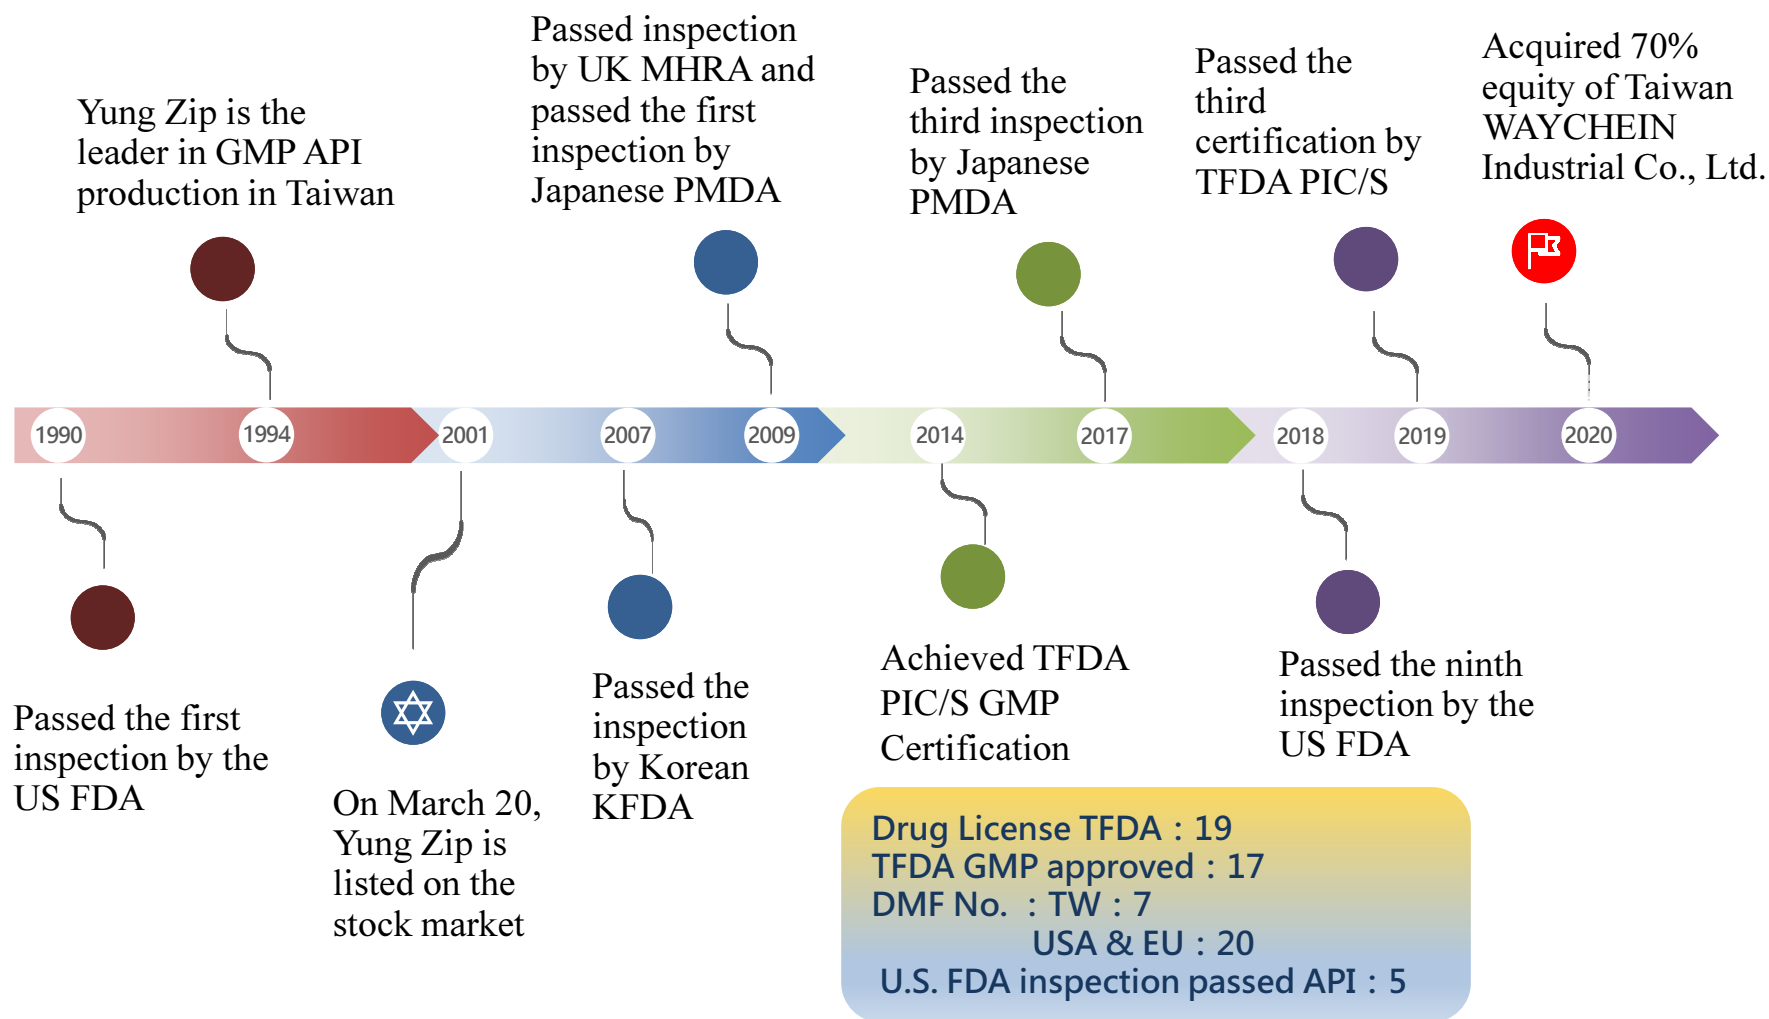 Yung Zip is the
leader in GMP API
production in Taiwan
Passed inspection
by UK MHRA and
passed the first
inspection by
Japanese PMDA
Passed the
third inspection
by Japanese
PMDA
Passed the
third
certification by
TFDA PIC/S
Acquired 70%
equity of Taiwan
WAYCHEIN
Industrial Co., Ltd.
1990
1994
2001
2007
2009
2014
2017
2018
2019
2020
Passed the first
inspection by the
US FDA
On March 20,
Yung Zip is
listed on the
stock market
Passed the
inspection
by Korean
KFDA
Achieved TFDA
PIC/S GMP
Certification
Passed the ninth
inspection by the
US FDA
Drug License TFDA：19
TFDA GMP approved：17
DMF No. ：TW：7
USA & EU：20
U.S. FDA inspection passed API：5